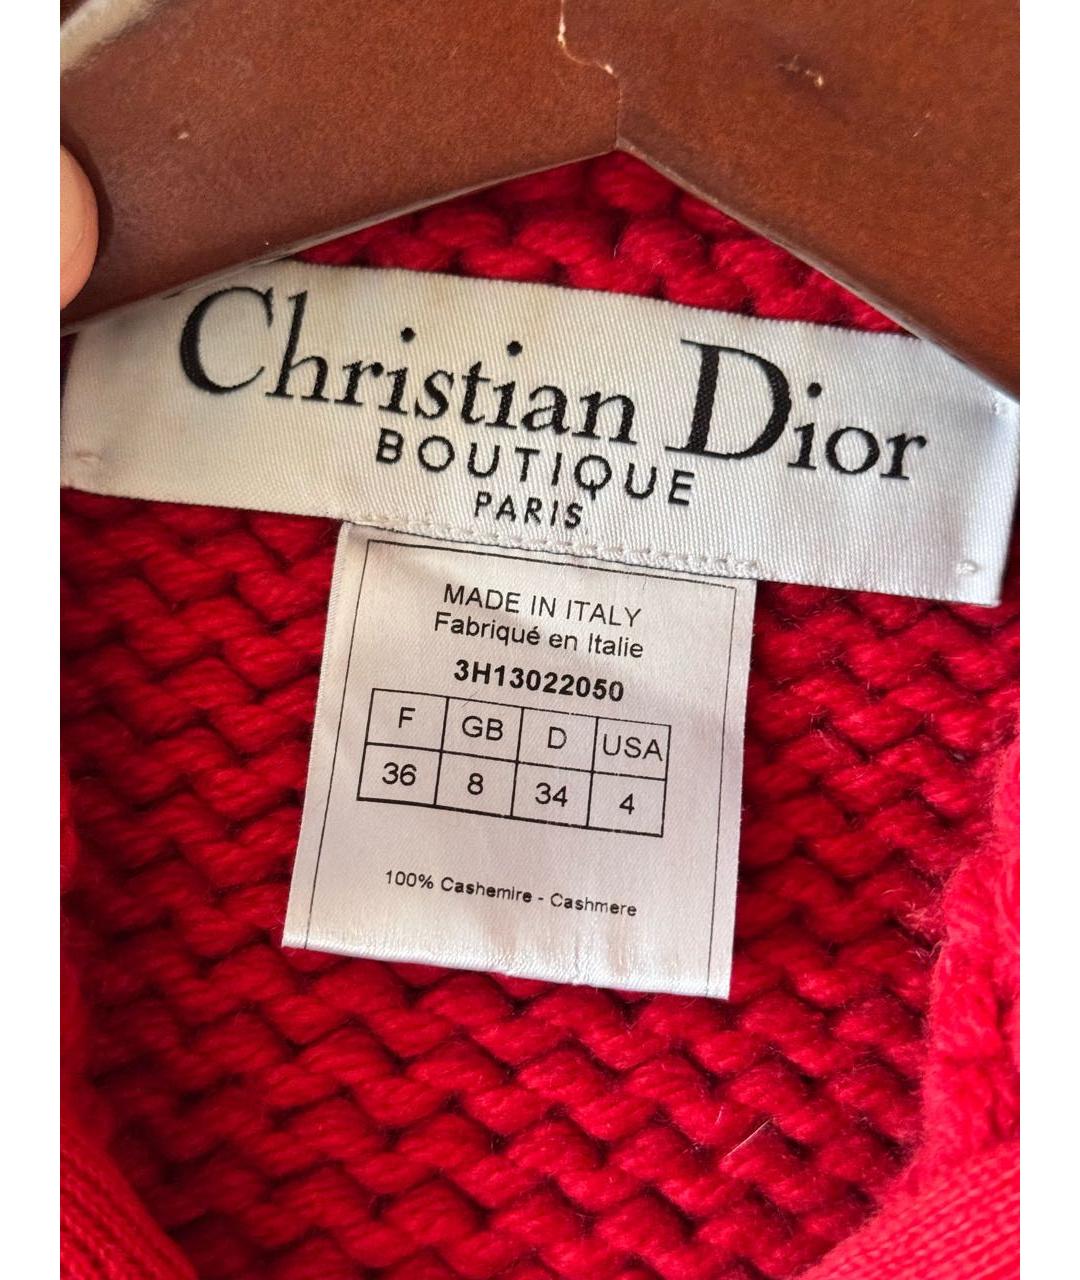 Christian Dior
BOUTIQUE
PARIS
MADE IN ITALY
Fabriqué en Italie
3H13022050
F GB D USA
36 8 34 4
100% Cashemire - Cashmere